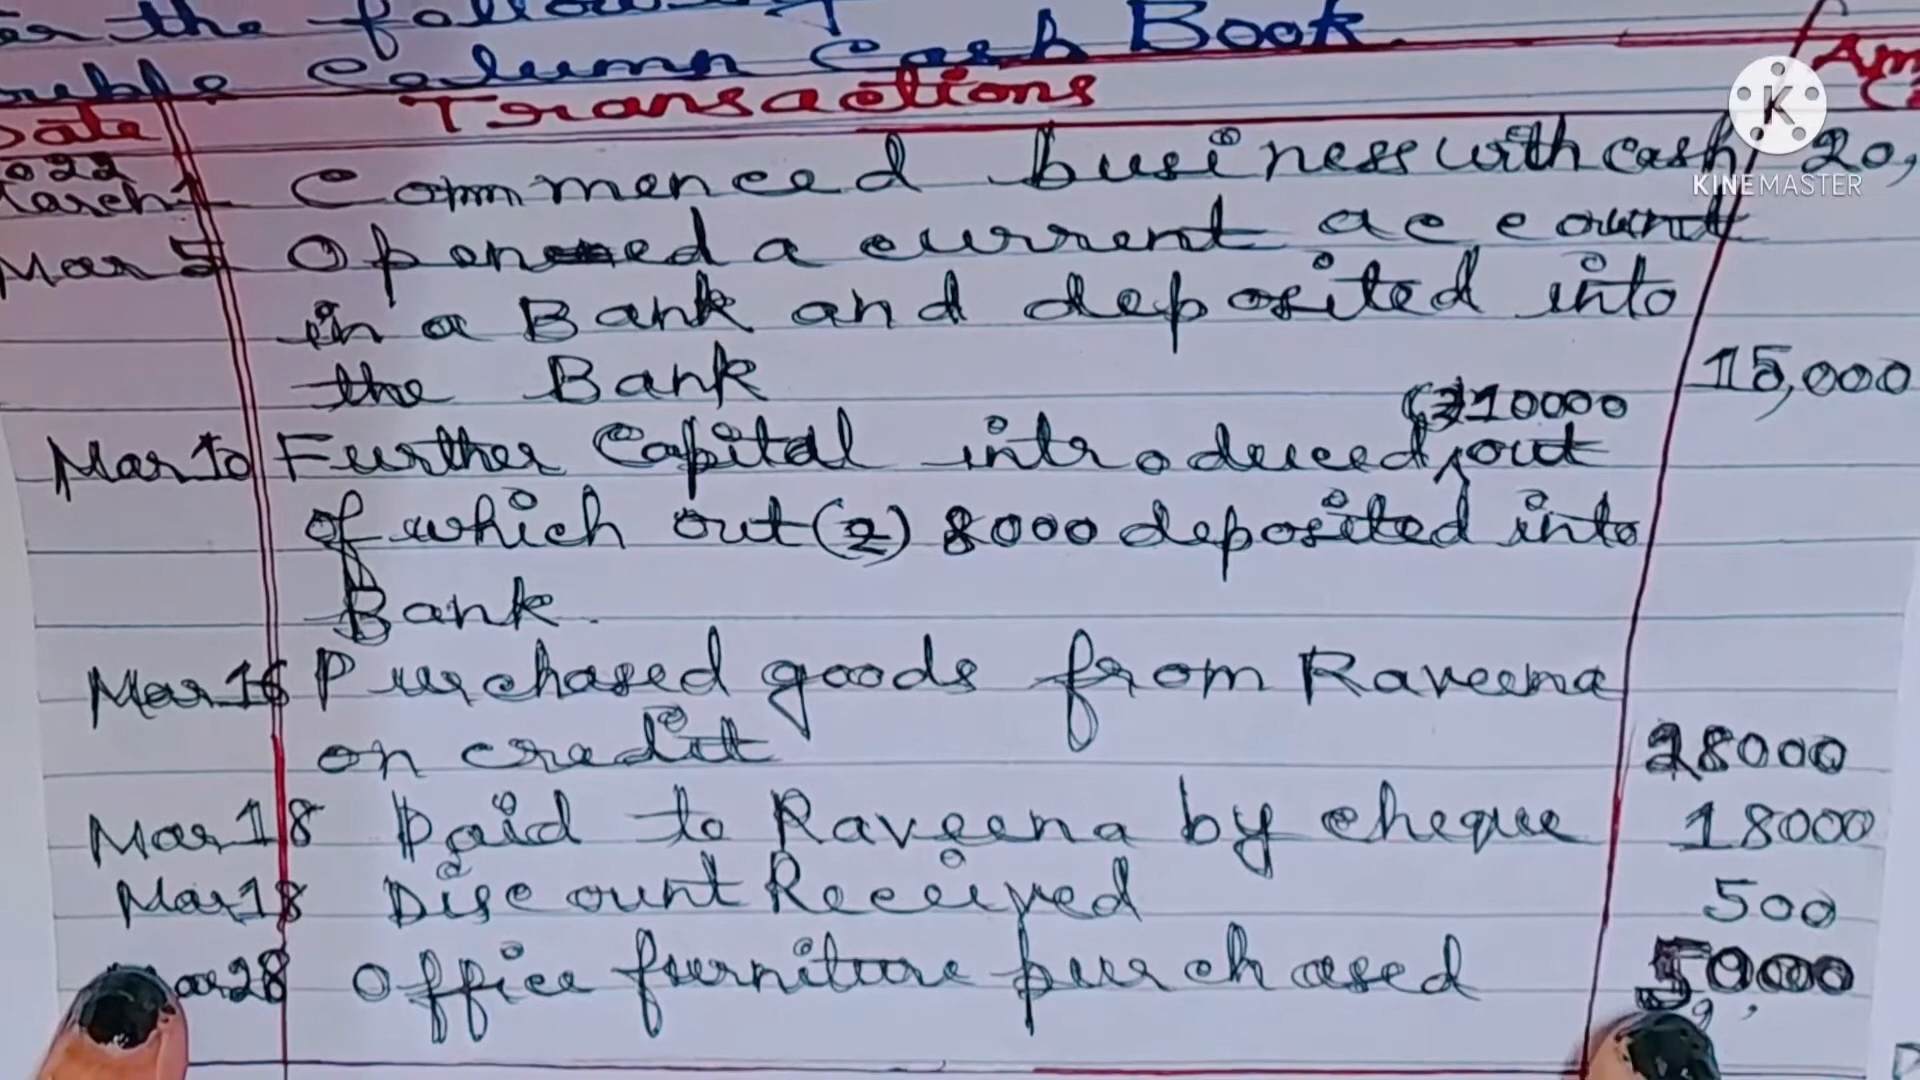 the following
Column Cash Book
Date Transactions Am
2022
March 1 Commenced business with cash 20,
Mar 5 Opened a current account
in a Bank and deposited into
the Bank 15,000
10000
Mar 10 Further Capital introduced, out
of which out (2) 8000 deposited into
Bank.
Mar 16 Purchased goods from Raveena
on credit 28000
Mar 18 Paid to Raveena by cheque 18000
Mar 18 Discount Received 500
Mar 28 Office furniture purchased 5000
K
KINEMASTER